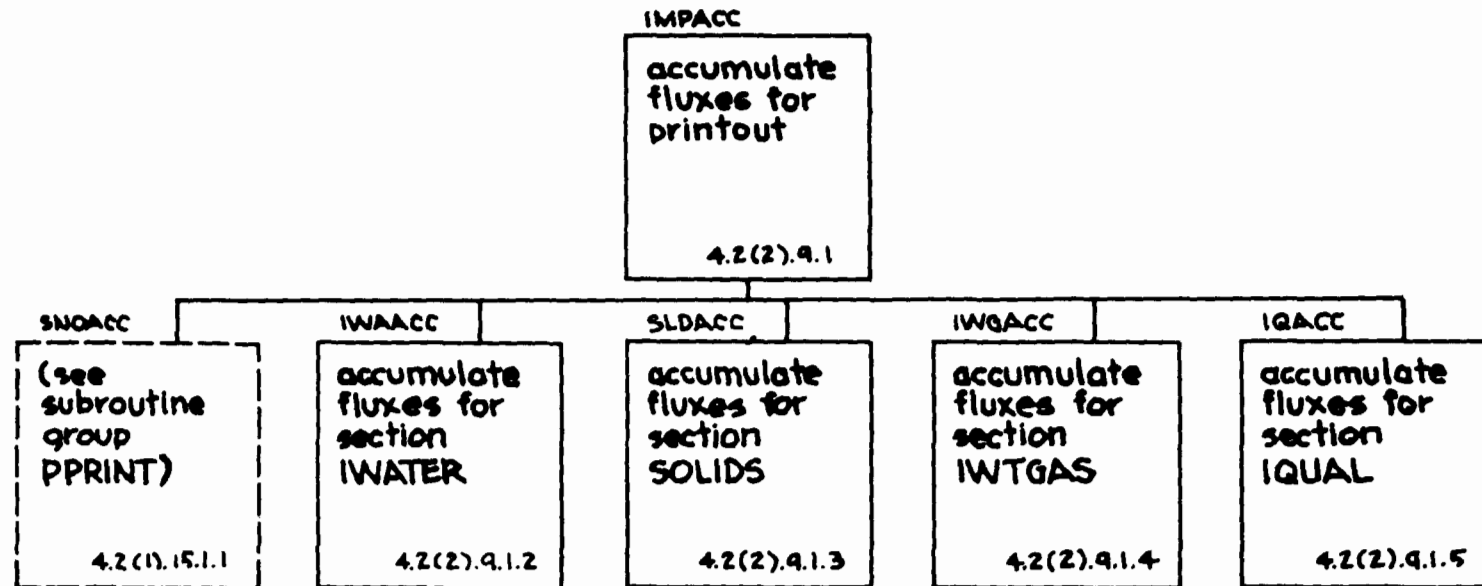 IMPACC
accumulate
fluxes for
printout
4.2(2).9.1
SNOACC
(see
subroutine
group
PPRINT)
4.2(1).15.1.1
IWAACC
accumulate
fluxes for
section
IWATER
4.2(2).9.1.2
SLDACC
accumulate
fluxes for
section
SOLIDS
4.2(2).9.1.3
IWGACC
accumulate
fluxes for
section
IWTGAS
4.2(2).9.1.4
IQACC
accumulate
fluxes for
section
IQUAL
4.2(2).9.1.5